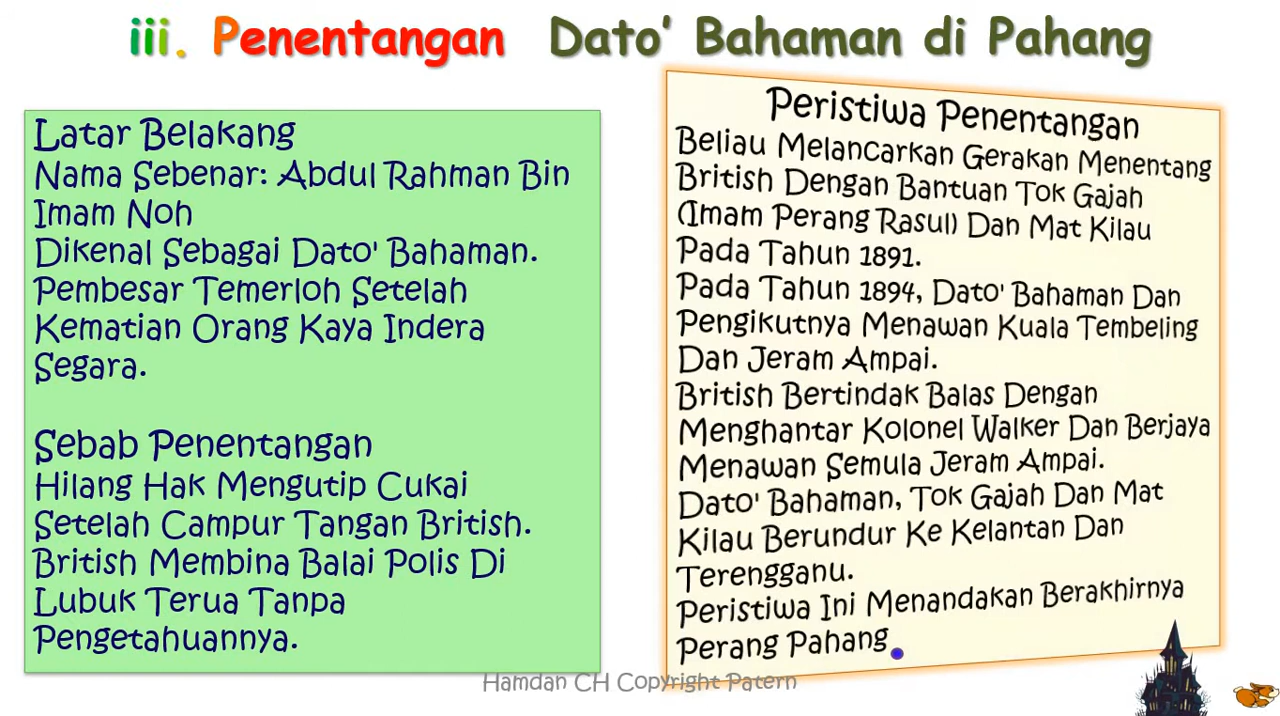 iii. Penentangan Dato' Bahaman di Pahang
Latar Belakang
Nama Sebenar: Abdul Rahman Bin
Imam Noh
Dikenal Sebagai Dato' Bahaman.
Pembesar Temerloh Setelah
Kematian Orang Kaya Indera
Segara.
Sebab Penentangan
Hilang Hak Mengutip Cukai
Setelah Campur Tangan British.
British Membina Balai Polis Di
Lubuk Terua Tanpa
Pengetahuannya.
Peristiwa Penentangan
Beliau Melancarkan Gerakan Menentang
British Dengan Bantuan Tok Gajah
(Imam Perang Rasul) Dan Mat Kilau
Pada Tahun 1891.
Pada Tahun 1894, Dato' Bahaman Dan
Pengikutnya Menawan Kuala Tembeling
Dan Jeram Ampai.
British Bertindak Balas Dengan
Menghantar Kolonel Walker Dan Berjaya
Menawan Semula Jeram Ampai.
Dato' Bahaman, Tok Gajah Dan Mat
Kilau Berundur Ke Kelantan Dan
Terengganu.
Peristiwa Ini Menandakan Berakhirnya
Perang Pahang
Hamdan CH Copyright Patern